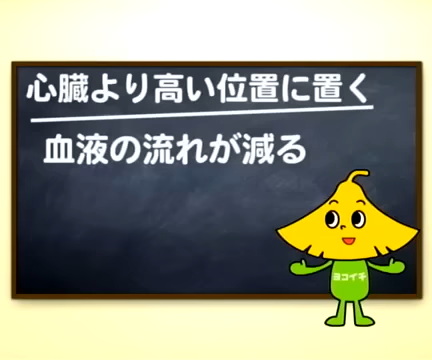 心臓より高い位置に置く
血液の流れが減る
ヨコイチ